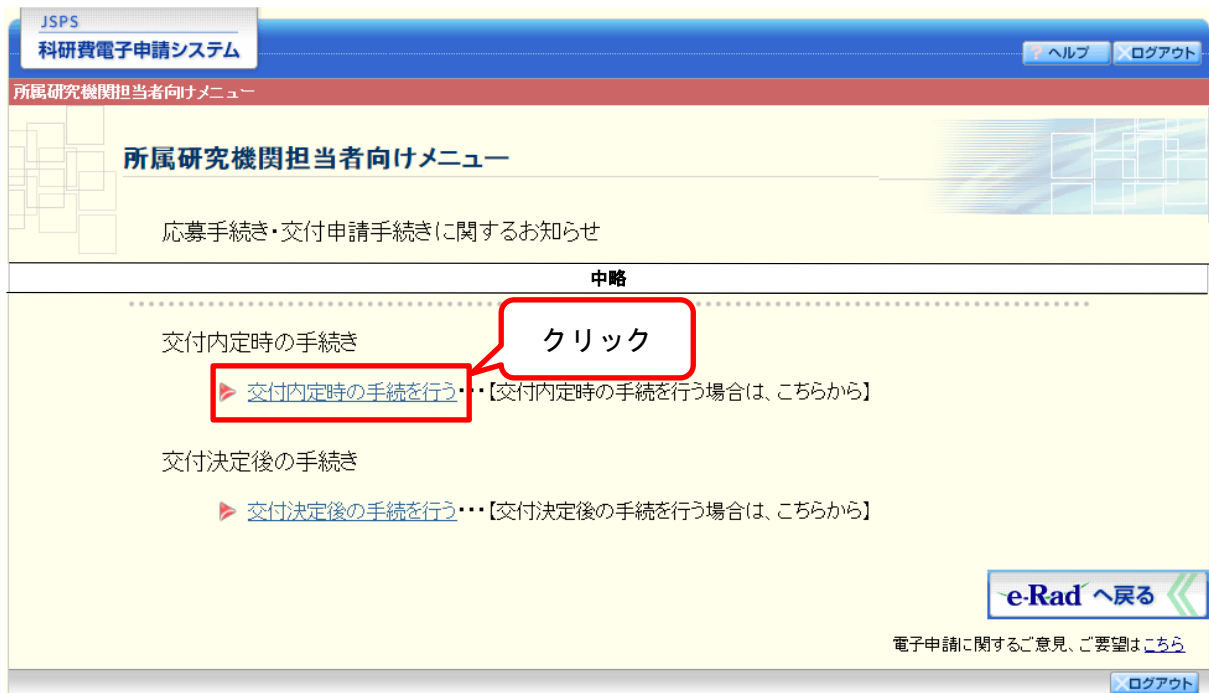 JSPS
科研費電子申請システム
? ヘルプ
ログアウト
所属研究機関担当者向けメニュー
所属研究機関担当者向けメニュー
応募手続き・交付申請手続きに関するお知らせ
中略
クリック
交付内定時の手続き
交付内定時の手続を行う・・・【交付内定時の手続を行う場合は、こちらから】
交付決定後の手続き
交付決定後の手続を行う・・・【交付決定後の手続を行う場合は、こちらから】
e-Rad へ戻る
電子申請に関するご意見、ご要望はこちら
ログアウト